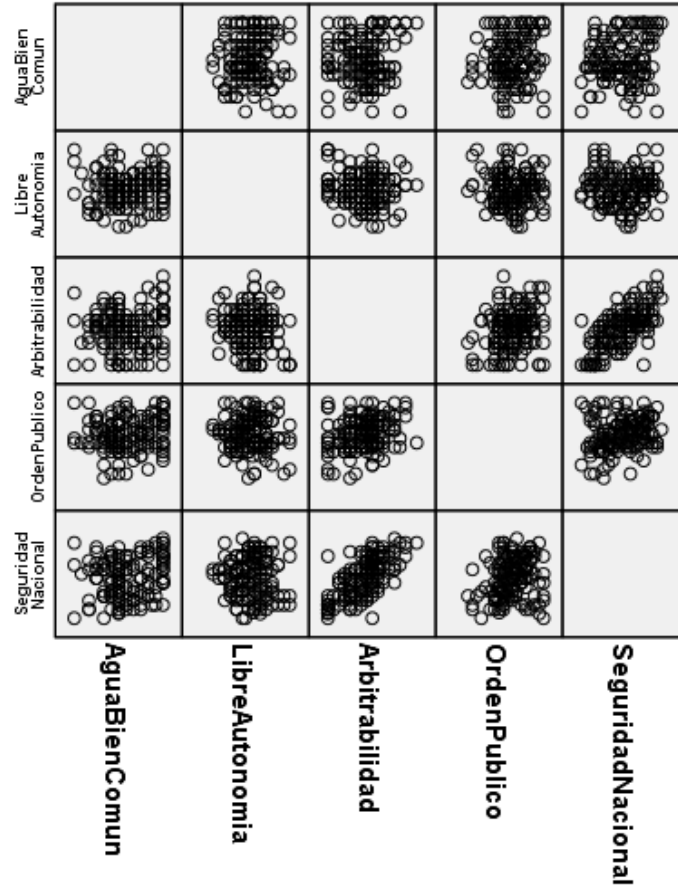 AguaBien
Comun
Libre
Autonomia
Arbitrabilidad
OrdenPublico
Seguridad
Nacional
AguaBienComun
LibreAutonomia
Arbitrabilidad
OrdenPublico
SeguridadNacional